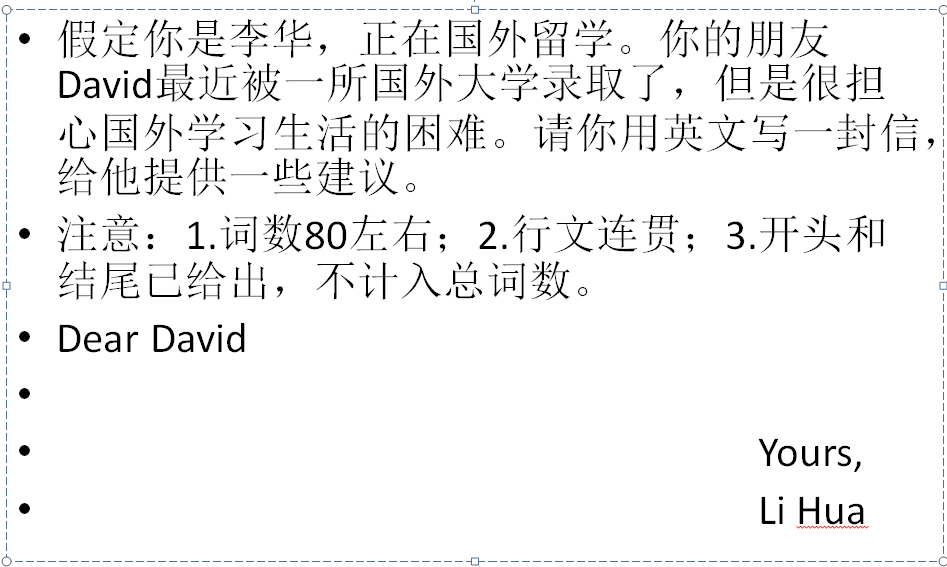 • 假定你是李华，正在国外留学。你的朋友
David最近被一所国外大学录取了，但是很担
心国外学习生活的困难。请你用英文写一封信，
给他提供一些建议。
• 注意：1.词数80左右；2.行文连贯；3.开头和
结尾已给出，不计入总词数。
• Dear David
•
• Yours,
• Li Hua